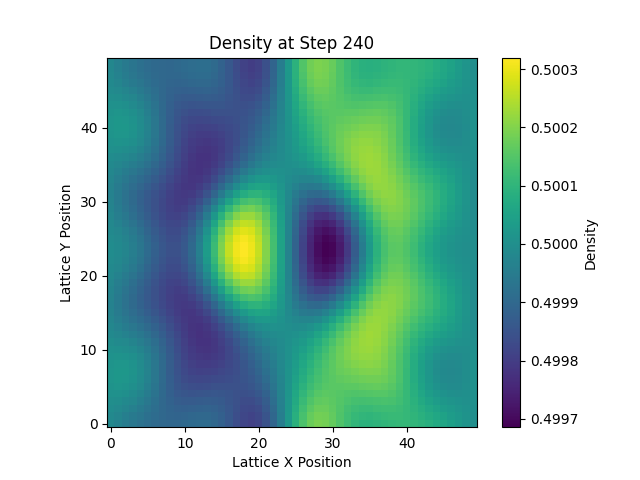 Density at Step 240
40
30
20
10
0
Lattice Y Position
0 10 20 30 40
Lattice X Position
0.5003
0.5002
0.5001
0.5000
0.4999
0.4998
0.4997
Density